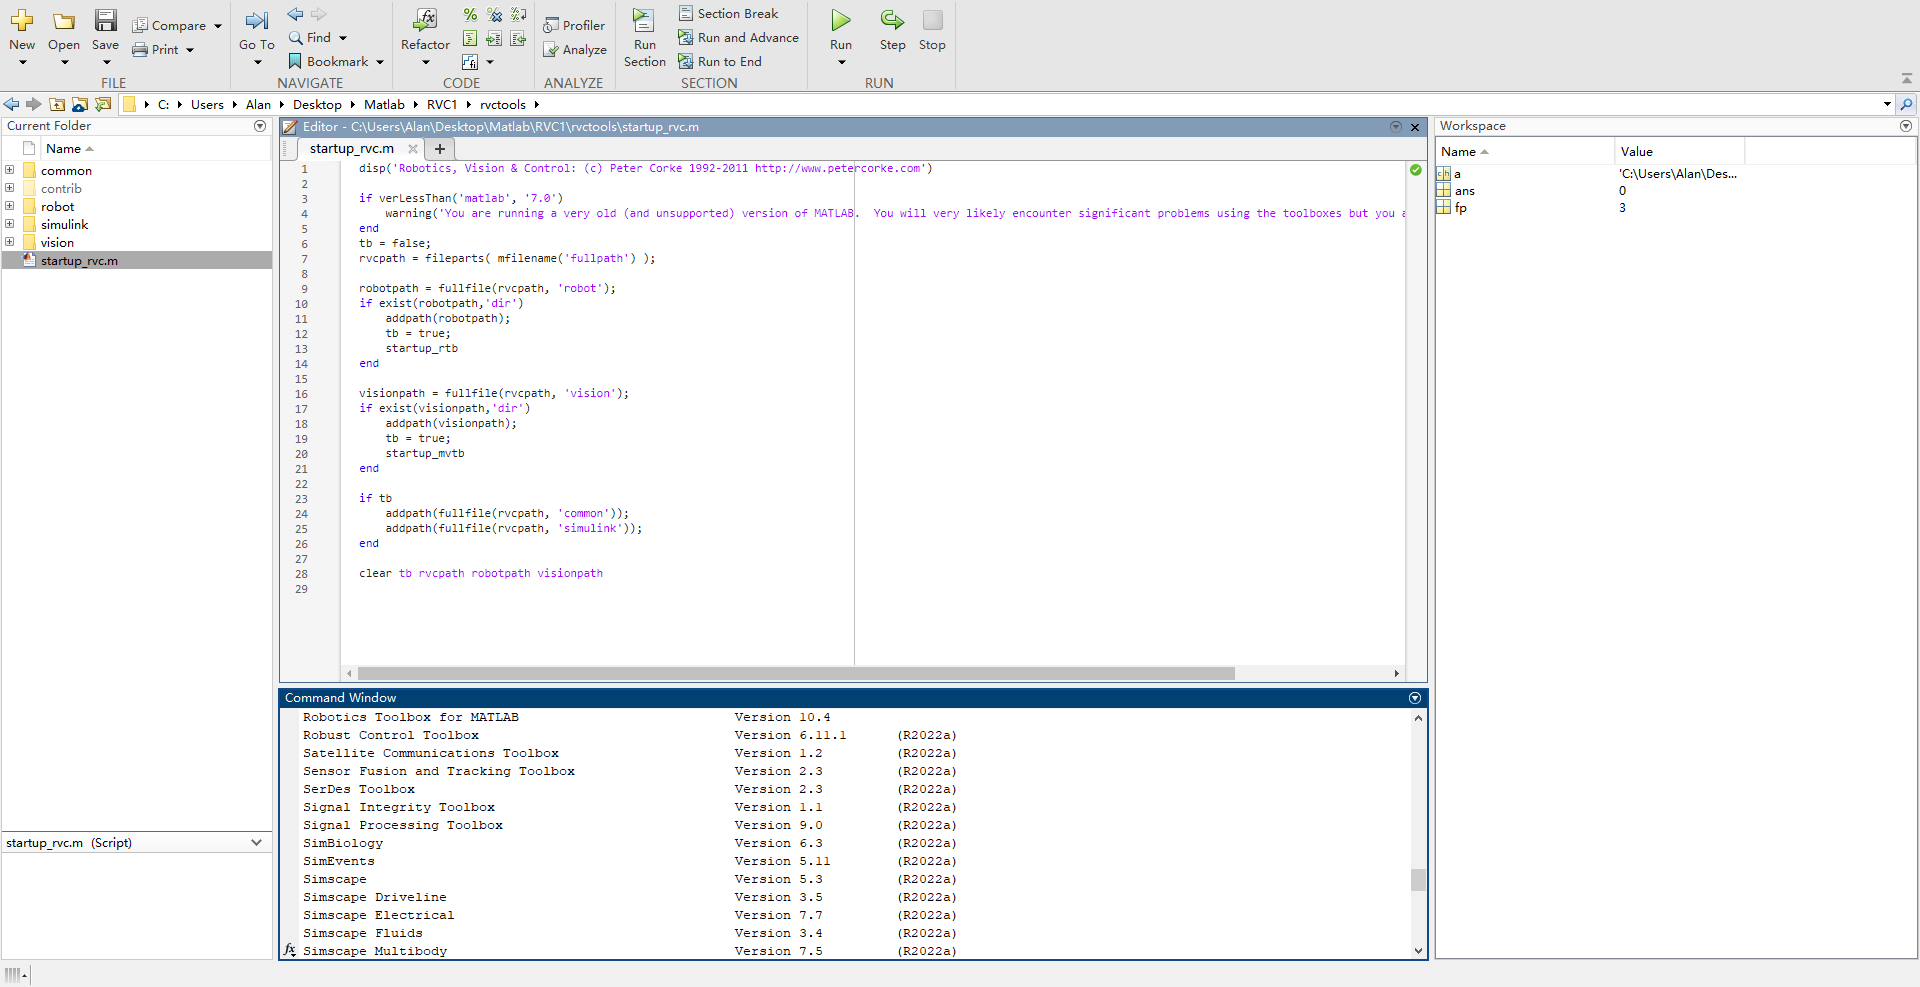 New
Open
Save
Compare
Print
FILE
Go To
Find
Bookmark
NAVIGATE
Refactor
CODE
Profiler
Analyze
ANALYZE
Run
Section
Section Break
Run and Advance
Run to End
SECTION
Run
Step
Stop
RUN
C: Users Alan Desktop Matlab RVC1 rvctools
Current Folder
Name
common
contrib
robot
simulink
vision
startup_rvc.m
startup_rvc.m (Script)
Editor - C:\Users\Alan\Desktop\Matlab\RVC1\rvctools\startup_rvc.m
startup_rvc.m
1 disp('Robotics, Vision & Control: (c) Peter Corke 1992-2011 http://www.petercorke.com')
2
3 if verLessThan('matlab', '7.0')
4 warning('You are running a very old (and unsupported) version of MATLAB.  You will very likely encounter significant problems using the toolboxes but you a
5 end
6 tb = false;
7 rvcpath = fileparts( mfilename('fullpath') );
8
9 robotpath = fullfile(rvcpath, 'robot');
10 if exist(robotpath,'dir')
11 addpath(robotpath);
12 tb = true;
13 startup_rtb
14 end
15
16 visionpath = fullfile(rvcpath, 'vision');
17 if exist(visionpath,'dir')
18 addpath(visionpath);
19 tb = true;
20 startup_mvtb
21 end
22
23 if tb
24 addpath(fullfile(rvcpath, 'common'));
25 addpath(fullfile(rvcpath, 'simulink'));
26 end
27
28 clear tb rvcpath robotpath visionpath
29
Command Window
Robotics Toolbox for MATLAB Version 10.4
Robust Control Toolbox Version 6.11.1 (R2022a)
Satellite Communications Toolbox Version 1.2 (R2022a)
Sensor Fusion and Tracking Toolbox Version 2.3 (R2022a)
SerDes Toolbox Version 2.3 (R2022a)
Signal Integrity Toolbox Version 1.1 (R2022a)
Signal Processing Toolbox Version 9.0 (R2022a)
SimBiology Version 6.3 (R2022a)
SimEvents Version 5.11 (R2022a)
Simscape Version 5.3 (R2022a)
Simscape Driveline Version 3.5 (R2022a)
Simscape Electrical Version 7.7 (R2022a)
Simscape Fluids Version 3.4 (R2022a)
fx Simscape Multibody Version 7.5 (R2022a)
Workspace
Name Value
a 'C:\Users\Alan\Des...
ans 0
fp 3